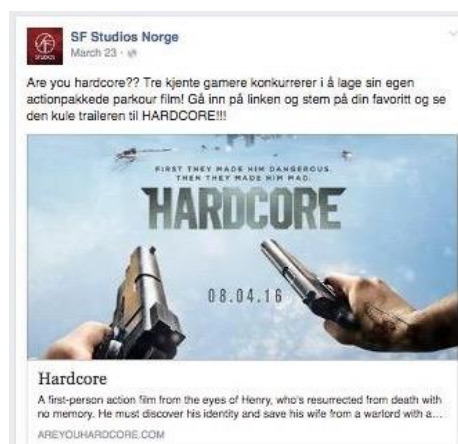 SF Studios Norge
March 23
Are you hardcore?? Tre kjente gamere konkurrerer i å lage sin egen
actionpakkede parkour film! Gå inn på linken og stem på din favoritt og se
den kule traileren til HARDCORE!!!
FIRST THEY MADE HIM DANGEROUS.
THEN THEY MADE HIM MAD.
HARDCORE
08.04.16
Hardcore
A first-person action film from the eyes of Henry, who's resurrected from death with
no memory. He must discover his identity and save his wife from a warlord with a...
AREYOUHARDCORE.COM